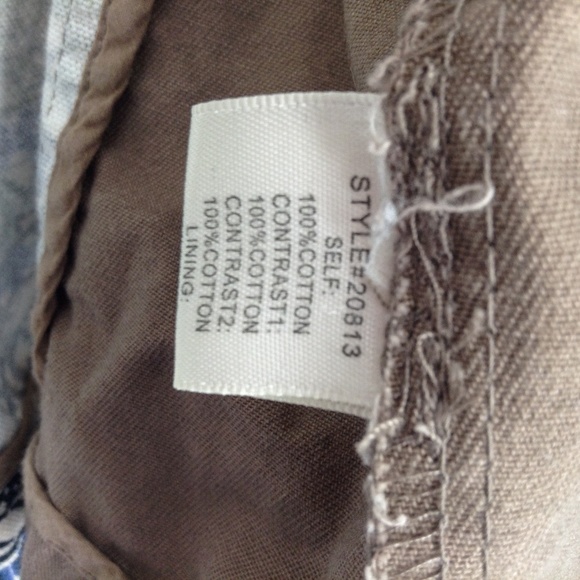 STYLE#20813
SELF:
100%COTTON
CONTRAST1:
100%COTTON
CONTRAST2:
100%COTTON
LINING: